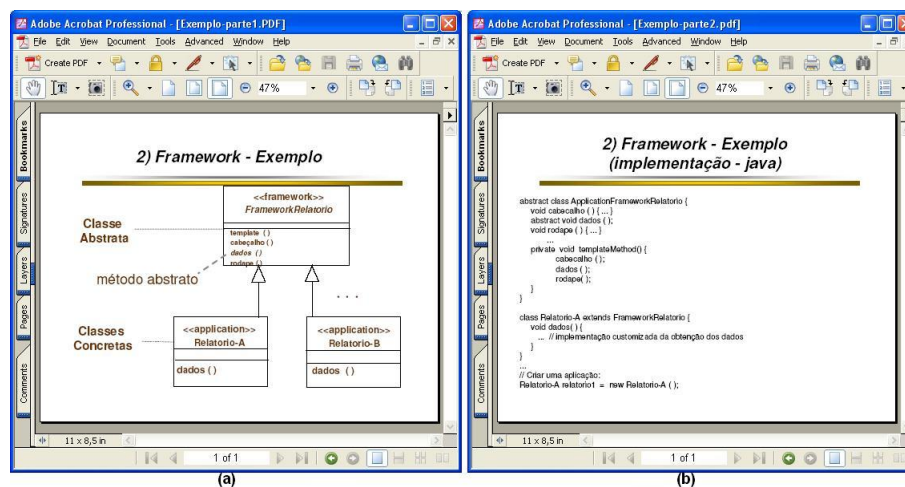 Adobe Acrobat Professional - [Exemplo-parte1.PDF]
File Edit View Document Tools Advanced Window Help
Create PDF
47%
Bookmarks
Signatures
Layers
Pages
Comments
2) Framework - Exemplo
<<framework>>
FrameworkRelatorio
Classe
Abstrata
template ( )
cabeçalho ( )
dados ( )
rodape ( )
método abstrato
. . .
Classes
Concretas
<<application>>
Relatorio-A
dados ( )
<<application>>
Relatorio-B
dados ( )
11 x 8,5 in
1 of 1
(a)
Adobe Acrobat Professional - [Exemplo-parte2.pdf]
File Edit View Document Tools Advanced Window Help
Create PDF
47%
Bookmarks
Signatures
Layers
Pages
Comments
2) Framework - Exemplo
(implementação - java)
abstract class ApplicationFrameworkRelatorio {
void cabecalho ( ) { ... }
abstract void dados ( );
void rodape ( ) { ... }
...
private void templateMethod() {
cabecalho ( );
dados ( );
rodape( );
}
}
class Relatorio-A extends FrameworkRelatorio {
void dados( ) {
... // implementação customizada da obtenção dos dados
}
}
...
// Criar uma aplicação:
Relatorio-A relatorio1 = new Relatorio-A ( );
11 x 8,5 in
1 of 1
(b)